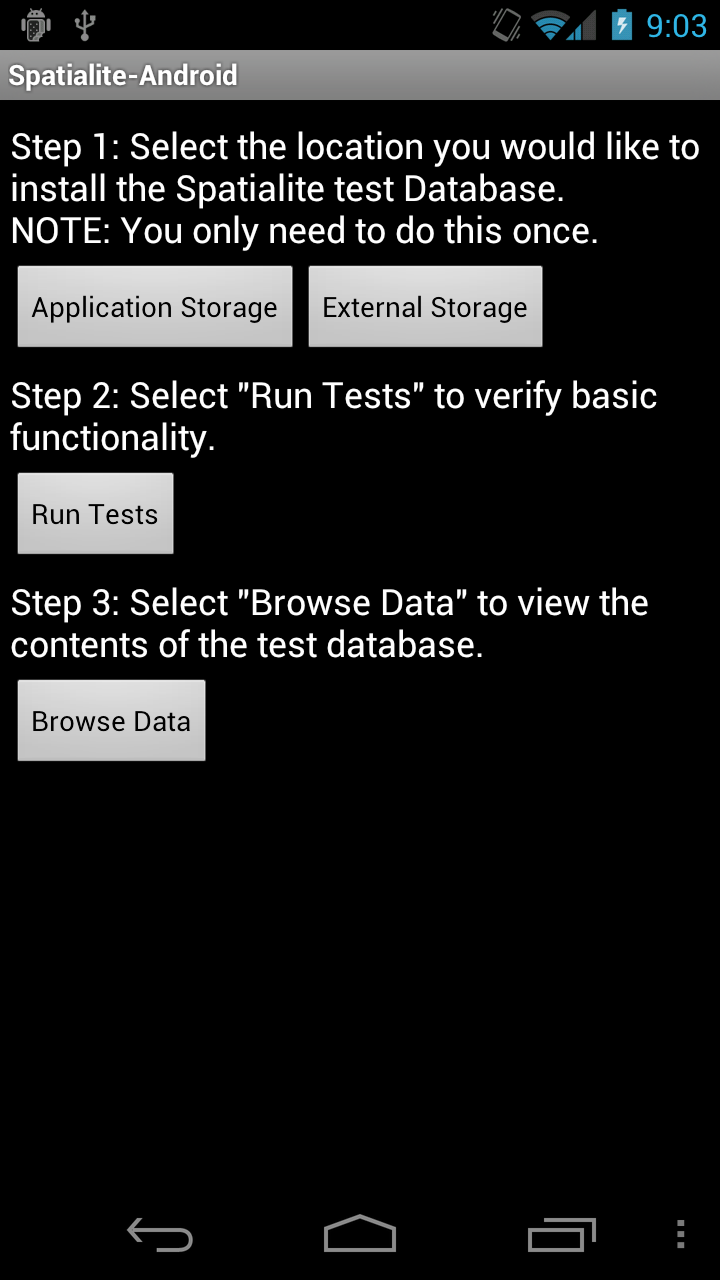 9:03
Spatialite-Android
Step 1: Select the location you would like to
install the Spatialite test Database.
NOTE: You only need to do this once.
Application Storage
External Storage
Step 2: Select "Run Tests" to verify basic
functionality.
Run Tests
Step 3: Select "Browse Data" to view the
contents of the test database.
Browse Data